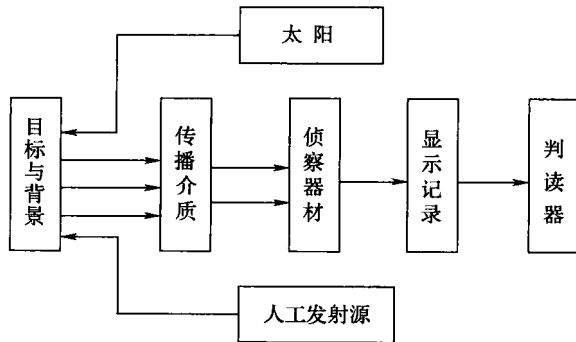 太阳
目标与背景
传播介质
侦察器材
显示记录
判读器
人工发射源